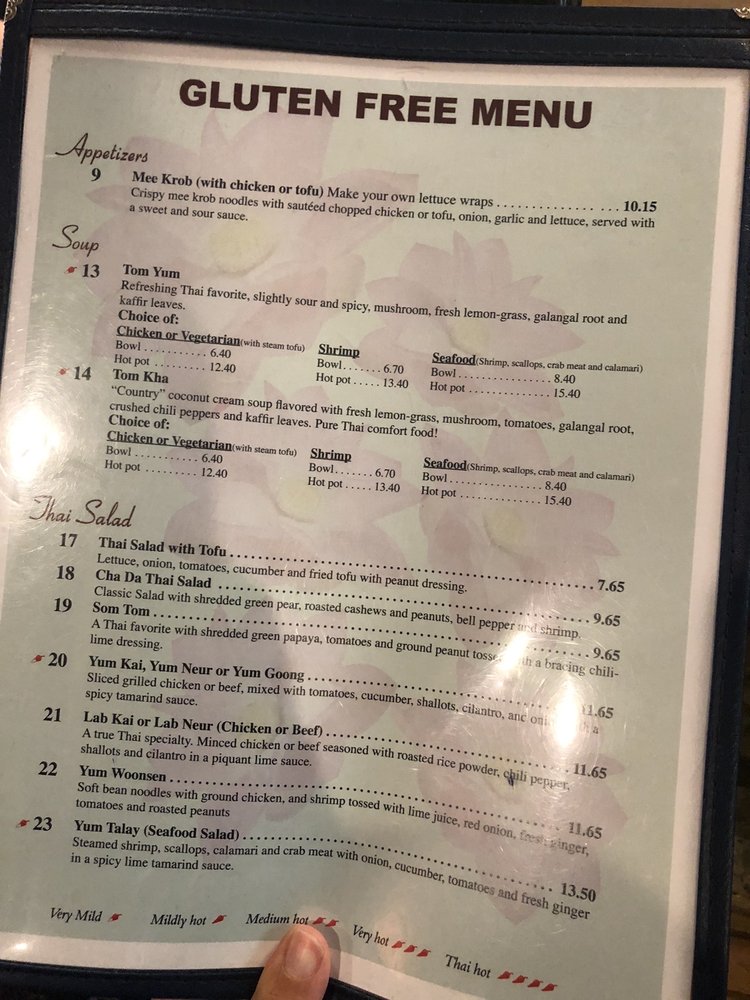 GLUTEN FREE MENU
Appetizers
9 Mee Krob (with chicken or tofu) Make your own lettuce wraps . . . . . . . . . . . . . . . . . . 10.15
Crispy mee krob noodles with sautéed chopped chicken or tofu, onion, garlic and lettuce, served with
a sweet and sour sauce.
Soup
13 Tom Yum
Refreshing Thai favorite, slightly sour and spicy, mushroom, fresh lemon-grass, galangal root and
kaffir leaves.
Choice of:
Chicken or Vegetarian(with steam tofu) Shrimp Seafood(Shrimp, scallops, crab meat and calamari)
Bowl . . . . . . . . . . . 6.40 Bowl . . . . . . . 6.70 Bowl . . . . . . . . . . . . . . . 8.40
Hot pot . . . . . . . . . 12.40 Hot pot . . . . . 13.40 Hot pot . . . . . . . . . . . . . 15.40
14 Tom Kha
"Country" coconut cream soup flavored with fresh lemon-grass, mushroom, tomatoes, galangal root,
crushed chili peppers and kaffir leaves. Pure Thai comfort food!
Choice of:
Chicken or Vegetarian(with steam tofu) Shrimp Seafood(Shrimp, scallops, crab meat and calamari)
Bowl . . . . . . . . . . . 6.40 Bowl . . . . . . . 6.70 Bowl . . . . . . . . . . . . . . . 8.40
Hot pot . . . . . . . . . 12.40 Hot pot . . . . . 13.40 Hot pot . . . . . . . . . . . . . 15.40
Thai Salad
17 Thai Salad with Tofu . . . . . . . . . . . . . . . . . . . . . . . . . . . . . . 7.65
Lettuce, onion, tomatoes, cucumber and fried tofu with peanut dressing.
18 Cha Da Thai Salad . . . . . . . . . . . . . . . . . . . . . . . . . . . . . . 9.65
Classic Salad with shredded green pear, roasted cashews and peanuts, bell pepper and shrimp.
19 Som Tom . . . . . . . . . . . . . . . . . . . . . . . . . . . . . . 9.65
A Thai favorite with shredded green papaya, tomatoes and ground peanut tossed with a bracing chili-
lime dressing.
20 Yum Kai, Yum Neur or Yum Goong . . . . . . . . . . . . . . . . . . . . . . . . 11.65
Sliced grilled chicken or beef, mixed with tomatoes, cucumber, shallots, cilantro, and a
spicy tamarind sauce.
21 Lab Kai or Lab Neur (Chicken or Beef) . . . . . . . . . . . . . . . . . . . . . . . . 11.65
A true Thai specialty. Minced chicken or beef seasoned with roasted rice powder, chili pepper,
shallots and cilantro in a piquant lime sauce.
22 Yum Woonsen . . . . . . . . . . . . . . . . . . . . . . . . . . . . . . 11.65
Soft bean noodles with ground chicken, and shrimp tossed with lime juice, red onion, fresh ginger,
tomatoes and roasted peanuts
23 Yum Talay (Seafood Salad) . . . . . . . . . . . . . . . . . . . . . . . . . . . . 13.50
Steamed shrimp, scallops, calamari and crab meat with onion, cucumber, tomatoes and fresh ginger
in a spicy lime tamarind sauce.
Very Mild Mildly hot Medium hot Very hot Thai hot